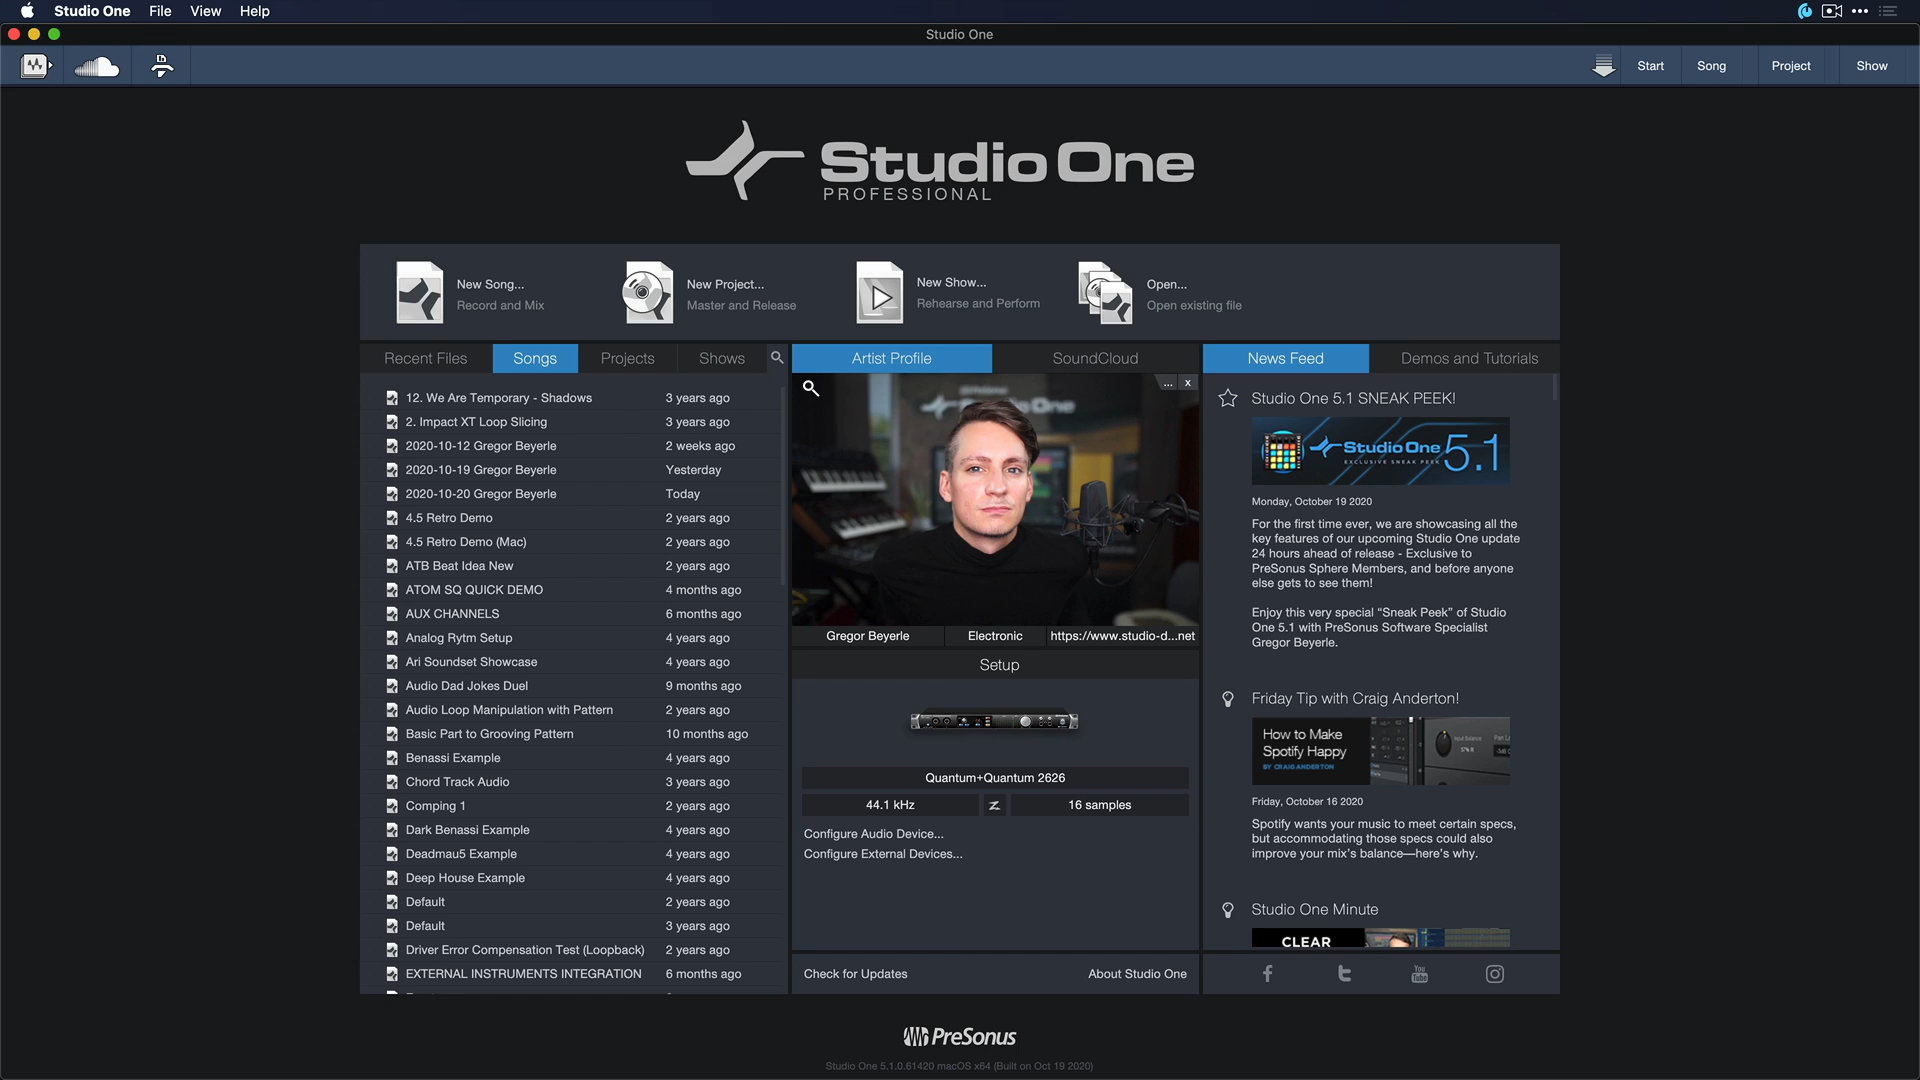 Studio One File View Help
Studio One
Start Song Project Show
Studio One
PROFESSIONAL
New Song...
Record and Mix
New Project...
Master and Release
New Show...
Rehearse and Perform
Open...
Open existing file
Recent Files Songs Projects Shows
12. We Are Temporary - Shadows 3 years ago
2. Impact XT Loop Slicing 3 years ago
2020-10-12 Gregor Beyerle 2 weeks ago
2020-10-19 Gregor Beyerle Yesterday
2020-10-20 Gregor Beyerle Today
4.5 Retro Demo 2 years ago
4.5 Retro Demo (Mac) 2 years ago
ATB Beat Idea New 2 years ago
ATOM SQ QUICK DEMO 4 months ago
AUX CHANNELS 6 months ago
Analog Rytm Setup 4 years ago
Ari Soundset Showcase 4 years ago
Audio Dad Jokes Duel 9 months ago
Audio Loop Manipulation with Pattern 2 years ago
Basic Part to Grooving Pattern 10 months ago
Benassi Example 4 years ago
Chord Track Audio 3 years ago
Comping 1 2 years ago
Dark Benassi Example 4 years ago
Deadmau5 Example 4 years ago
Deep House Example 4 years ago
Default 2 years ago
Default 3 years ago
Driver Error Compensation Test (Loopback) 2 years ago
EXTERNAL INSTRUMENTS INTEGRATION 6 months ago
Artist Profile SoundCloud
... x
Studio One
Gregor Beyerle Electronic https://www.studio-d...net
Setup
Quantum+Quantum 2626
44.1 kHz Z 16 samples
Configure Audio Device...
Configure External Devices...
Check for Updates About Studio One
News Feed Demos and Tutorials
Studio One 5.1 SNEAK PEEK!
Studio One 5.1
EXCLUSIVE SNEAK PEEK
Monday, October 19 2020
For the first time ever, we are showcasing all the
key features of our upcoming Studio One update
24 hours ahead of release - Exclusive to
PreSonus Sphere Members, and before anyone
else gets to see them!
Enjoy this very special “Sneak Peek” of Studio
One 5.1 with PreSonus Software Specialist
Gregor Beyerle.
Friday Tip with Craig Anderton!
How to Make
Spotify Happy
BY CRAIG ANDERTON
Input Balance
Friday, October 16 2020
Spotify wants your music to meet certain specs,
but accommodating those specs could also
improve your mix's balance—here's why.
Studio One Minute
CLEAR
You
Tube
PreSonus
Studio One 5.1.0.61420 macOS x64 (Built on Oct 19 2020)